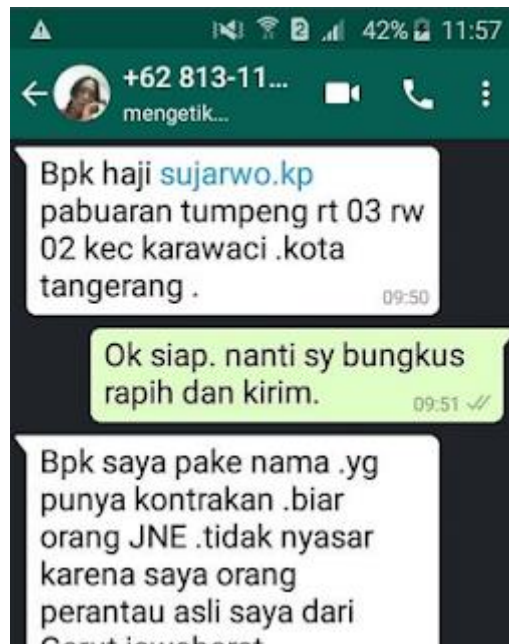 2 42% 11:57
+62 813-11...
mengetik...
Bpk haji sujarwo.kp
pabuaran tumpeng rt 03 rw
02 kec karawaci .kota
tangerang .
09:50
Ok siap. nanti sy bungkus
rapih dan kirim.
09:51
Bpk saya pake nama .yg
punya kontrakan .biar
orang JNE .tidak nyasar
karena saya orang
perantau asli saya dari